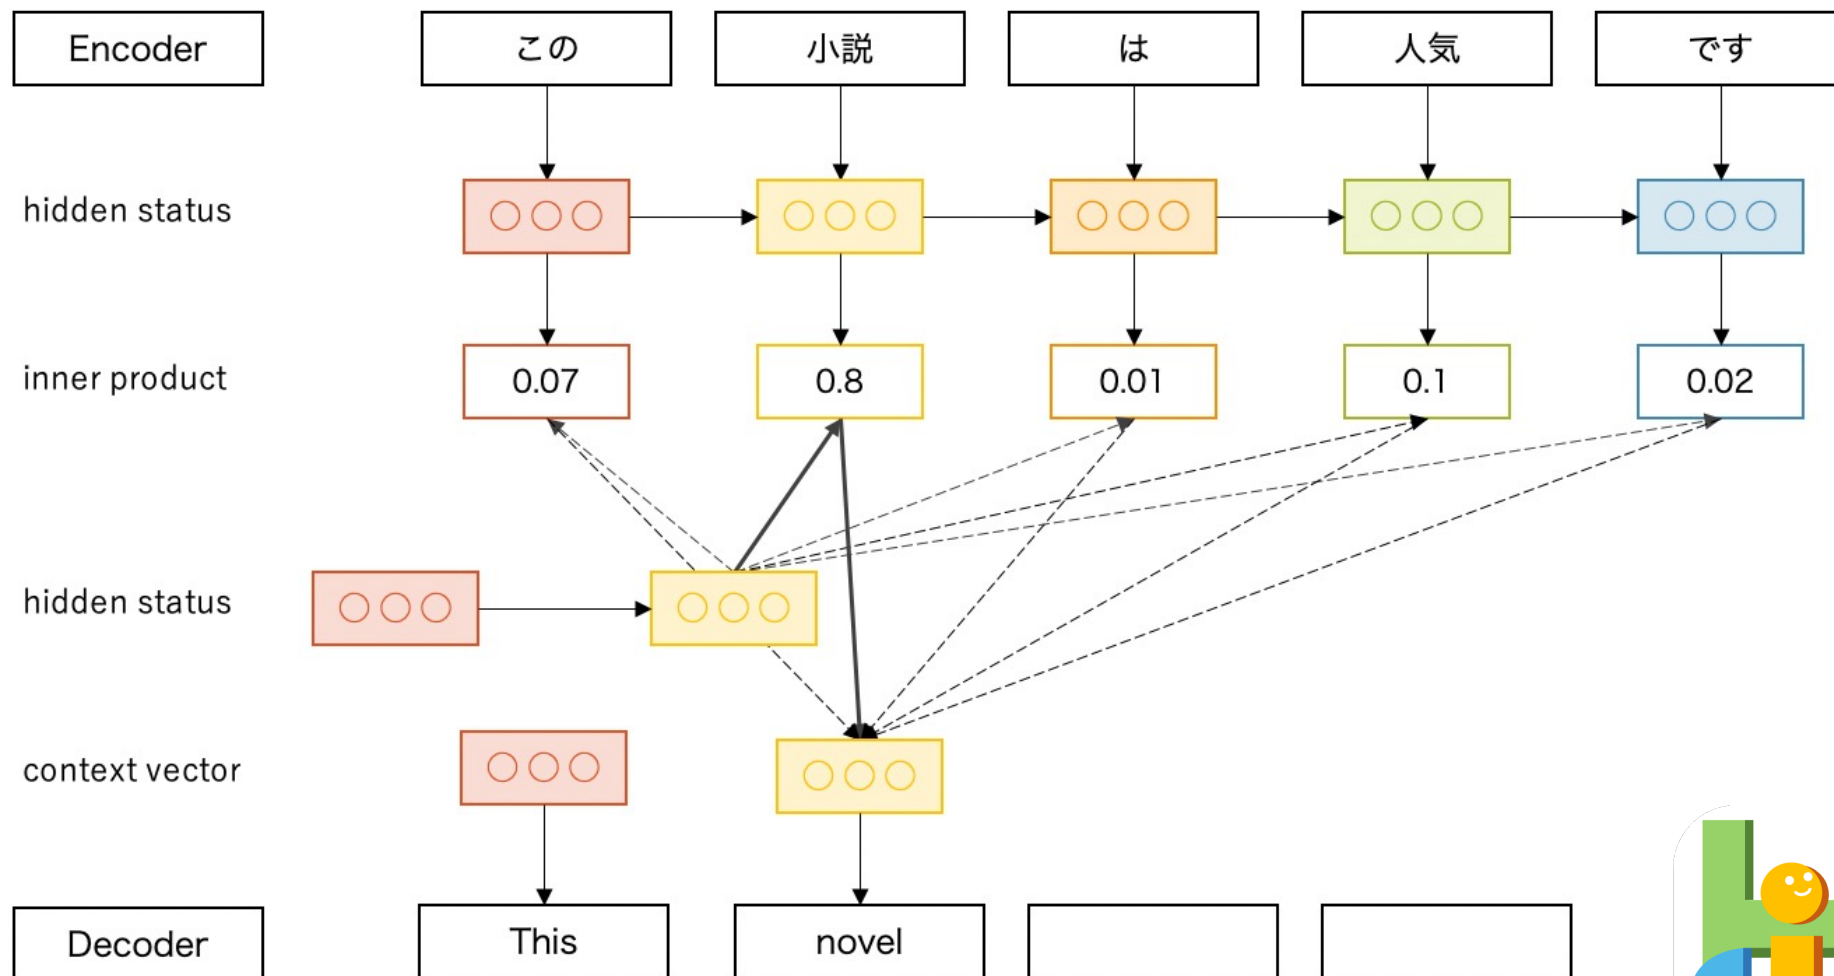 Encoder この 小説 は 人気 です
hidden status
inner product 0.07 0.8 0.01 0.1 0.02
hidden status
context vector
Decoder This novel